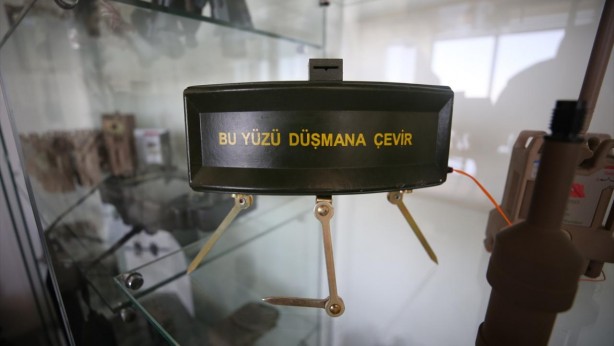 BU YÜZÜ DÜŞMANA ÇEVİR